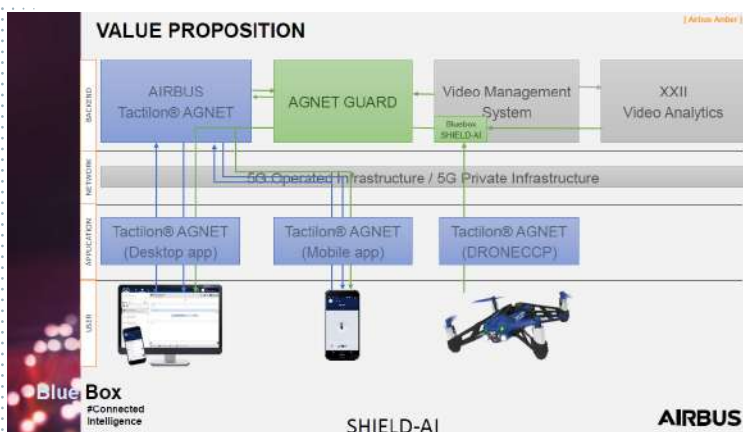 VALUE PROPOSITION
[ Airbus Amber ]
BACKEND
AIRBUS
Tactilon® AGNET
AGNET GUARD
Video Management
System
Bluebox
SHIELD-AI
XXII
Video Analytics
NETWORK
5G Operated Infrastructure / 5G Private Infrastructure
APPLICATION
Tactilon® AGNET
(Desktop app)
Tactilon® AGNET
(Mobile app)
Tactilon® AGNET
(DRONECCP)
USER
Blue Box
#Connected
Intelligence
SHIELD-AI
AIRBUS